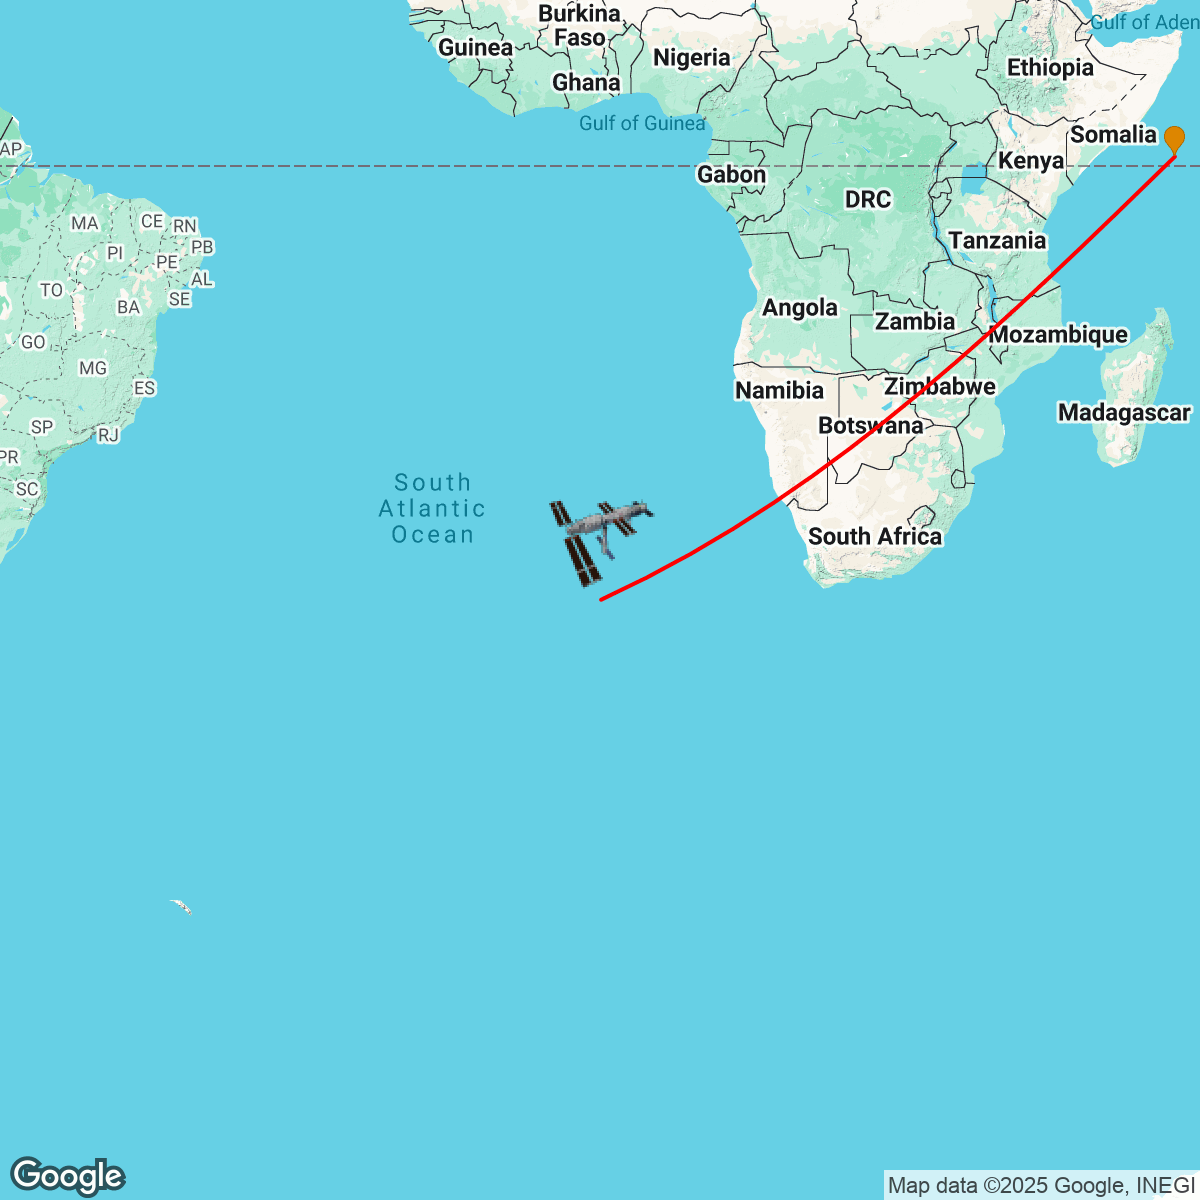 Burkina
Faso
Gulf of Aden
Guinea
Nigeria
Ethiopia
Ghana
Gulf of Guinea
Somalia
AP
Kenya
Gabon
DRC
MA
CE
RN
PB
PI
PE
Tanzania
AL
TO
SE
BA
Angola
Zambia
Mozambique
GO
MG
ES
Namibia
Zimbabwe
Madagascar
SP
RJ
Botswana
PR
SC
South
Atlantic
Ocean
South Africa
Google
Map data ©2025 Google, INEGI